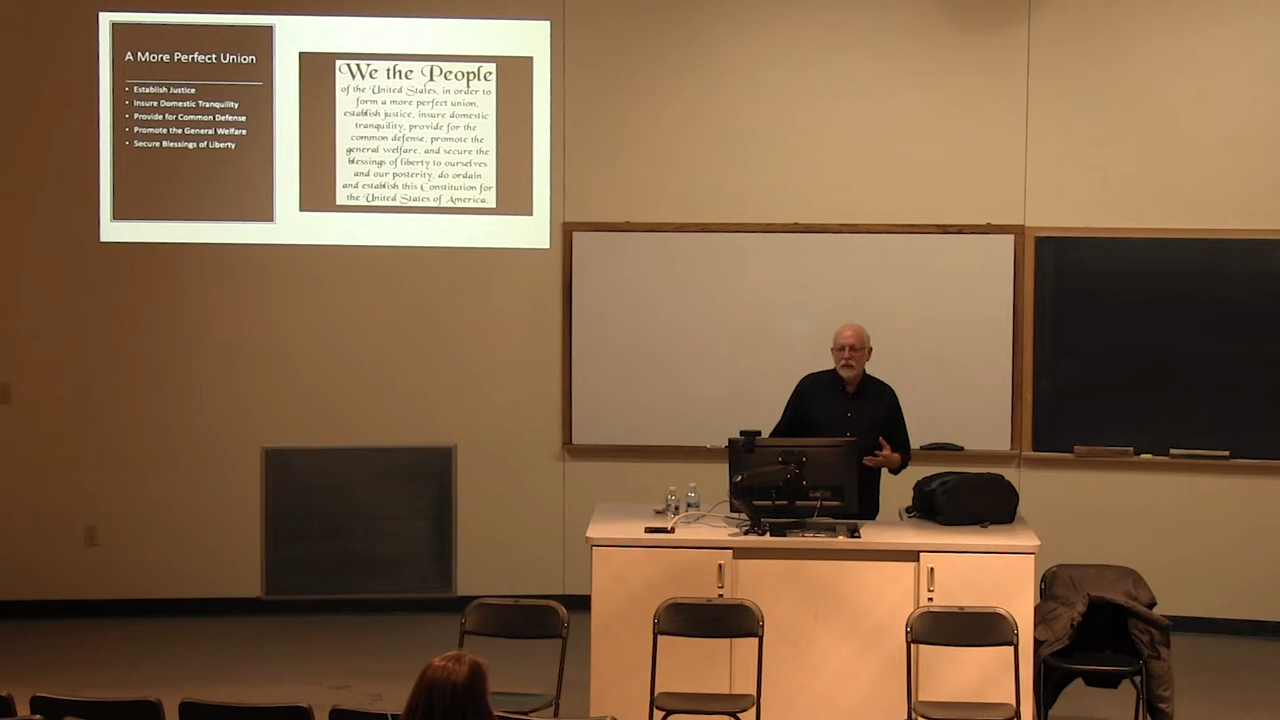 A More Perfect Union
• Establish Justice
• Insure Domestic Tranquility
• Provide for Common Defense
• Promote the General Welfare
• Secure Blessings of Liberty
We the People
of the United States, in order to
form a more perfect union,
establish justice, insure domestic
tranquility, provide for the
common defense, promote the
general welfare, and secure the
blessings of liberty to ourselves
and our posterity, do ordain
and establish this Constitution for
the United States of America.